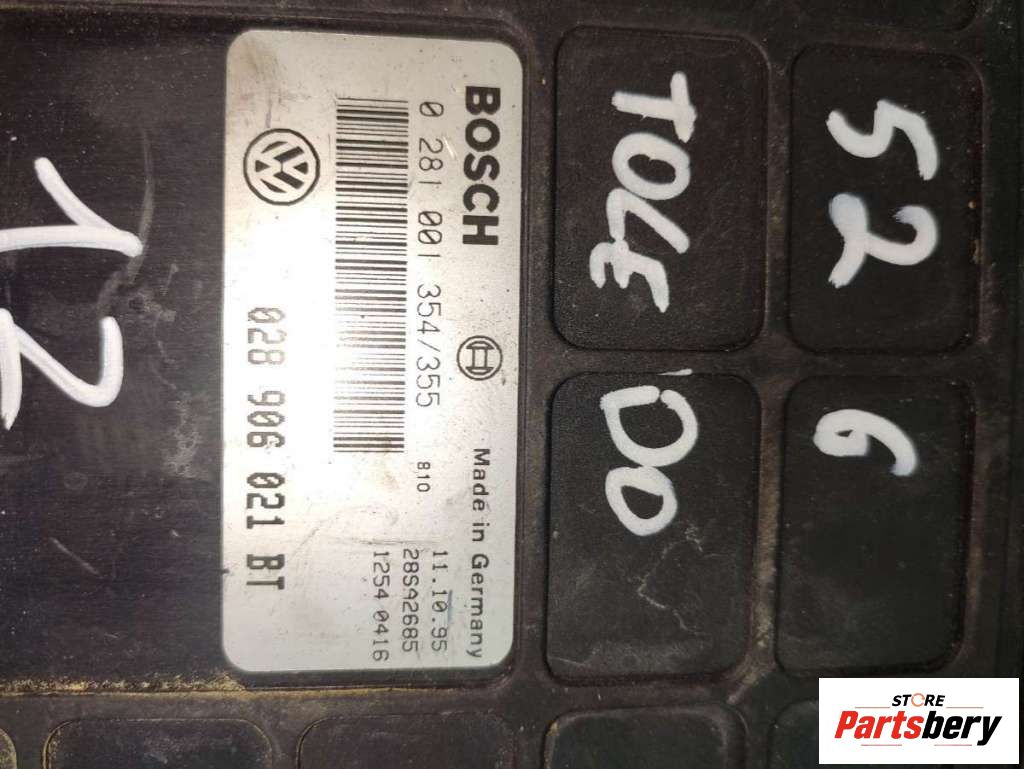 52 6
TOLE DO
BOSCH
Made in Germany
0 281 001 354/355
810
11.10.95
28SA2685
1254 0416
028 906 021 BT
12
STORE
Partsbery